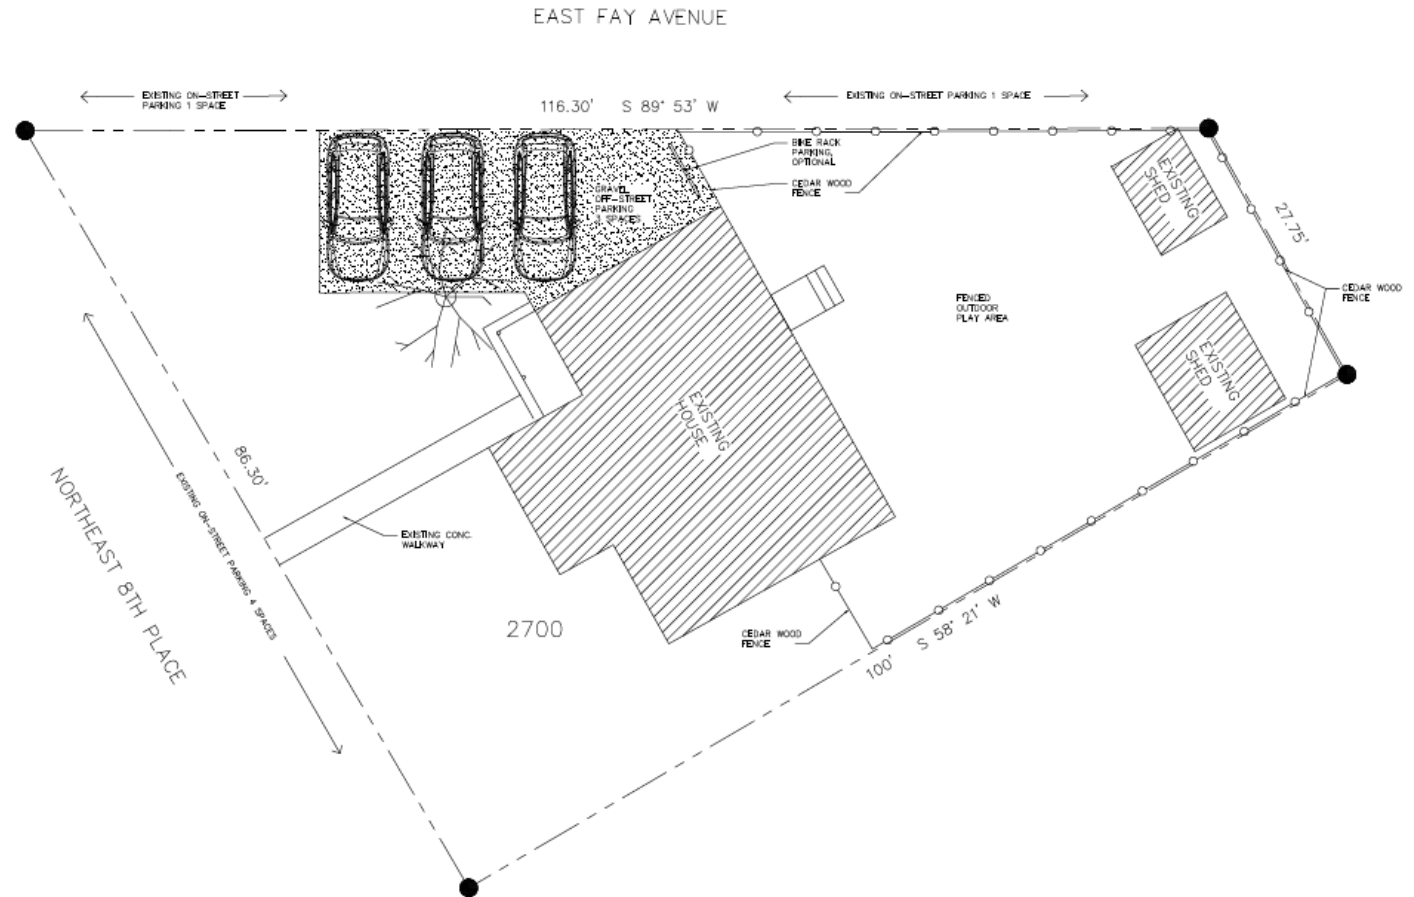 EAST FAY AVENUE
EXISTING ON-STREET
PARKING 1 SPACE
116.30' S 89° 53' W
EXISTING ON-STREET PARKING 1 SPACE
BIKE RACK
PARKING,
OPTIONAL
CEDAR WOOD
FENCE
GRAVEL
OFF-STREET
PARKING
SPACES
EXISTING
SHED
27.75'
CEDAR WOOD
FENCE
FENCED
OUTDOOR
PLAY AREA
EXISTING
SHED
EXISTING
HOUSE
86.30'
NORTHEAST 8TH PLACE
EXISTING ON-STREET PARKING 4 SPACES
EXISTING CONC.
WALKWAY
2700
CEDAR WOOD
FENCE
100' S 58° 21' W